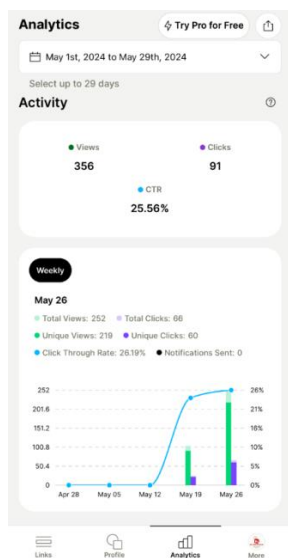 Analytics
Try Pro for Free
May 1st, 2024 to May 29th, 2024
Select up to 29 days
Activity
Views Clicks
356 91
CTR
25.56%
Weekly
May 26
Total Views: 252 Total Clicks: 66
Unique Views: 219 Unique Clicks: 60
Click Through Rate: 26.19% Notifications Sent: 0
252 26%
201.6 21%
151.2 16%
100.8 10%
50.4 5%
0 0%
Apr 28 May 05 May 12 May 19 May 26
Links Profile Analytics More